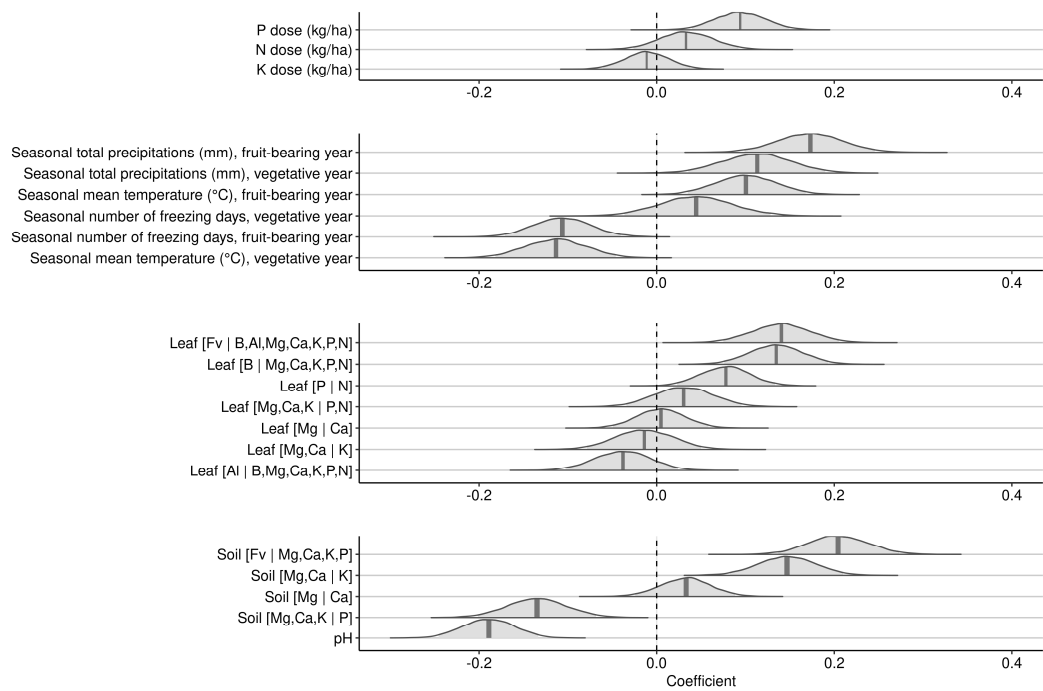 P dose (kg/ha)
N dose (kg/ha)
K dose (kg/ha)
-0.2 0.0 0.2 0.4
Seasonal total precipitations (mm), fruit-bearing year
Seasonal total precipitations (mm), vegetative year
Seasonal mean temperature (°C), fruit-bearing year
Seasonal number of freezing days, vegetative year
Seasonal number of freezing days, fruit-bearing year
Seasonal mean temperature (°C), vegetative year
-0.2 0.0 0.2 0.4
Leaf [Fv | B,Al,Mg,Ca,K,P,N]
Leaf [B | Mg,Ca,K,P,N]
Leaf [P | N]
Leaf [Mg,Ca,K | P,N]
Leaf [Mg | Ca]
Leaf [Mg,Ca | K]
Leaf [Al | B,Mg,Ca,K,P,N]
-0.2 0.0 0.2 0.4
Soil [Fv | Mg,Ca,K,P]
Soil [Mg,Ca | K]
Soil [Mg | Ca]
Soil [Mg,Ca,K | P]
pH
-0.2 0.0 0.2 0.4
Coefficient